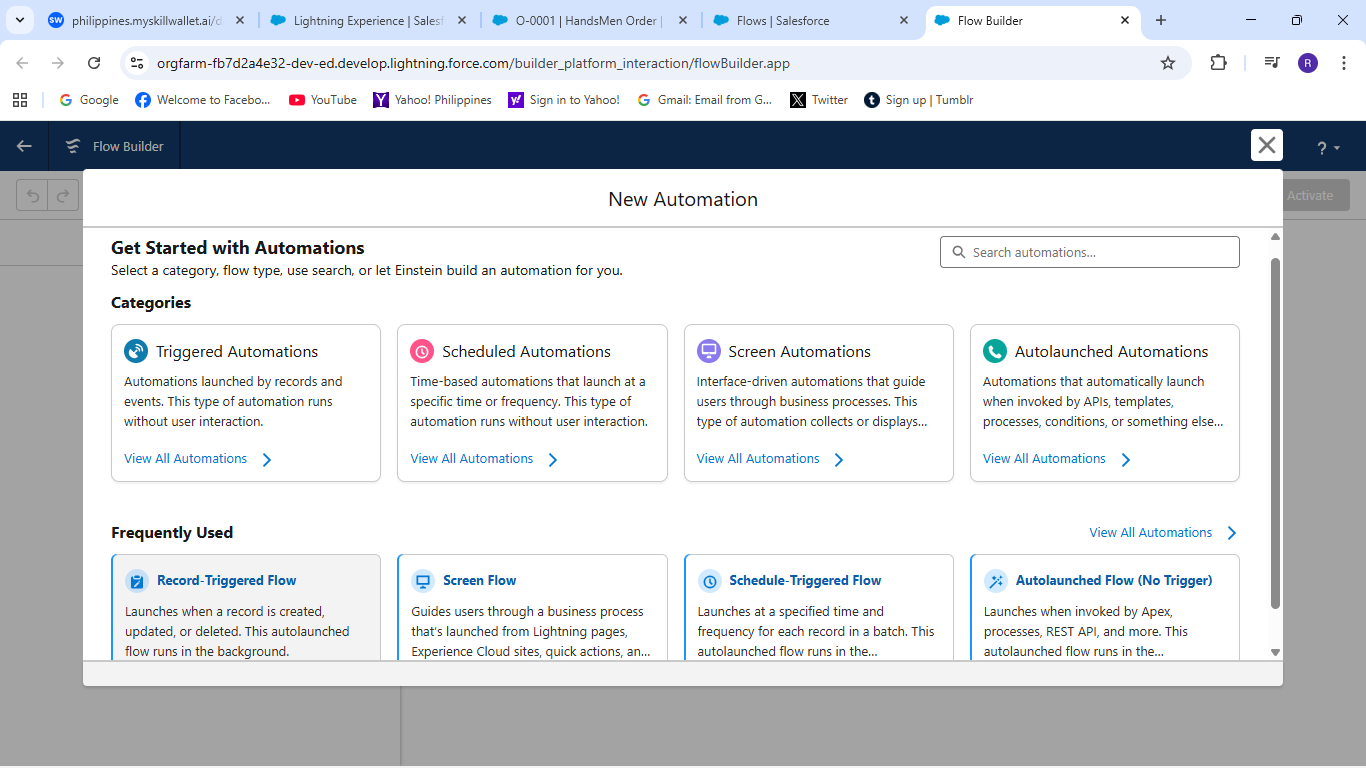 philippines.myskillwallet.ai/d
Lightning Experience | Salesf
O-0001 | HandsMen Order |
Flows | Salesforce
Flow Builder
orgfarm-fb7d2a4e32-dev-ed.develop.lightning.force.com/builder_platform_interaction/flowBuilder.app
R
Google
Welcome to Facebo...
YouTube
Yahoo! Philippines
Sign in to Yahoo!
Gmail: Email from G...
Twitter
Sign up | Tumblr
Flow Builder
?
Activate
New Automation
Get Started with Automations
Select a category, flow type, use search, or let Einstein build an automation for you.
Search automations...
Categories
Triggered Automations
Automations launched by records and
events. This type of automation runs
without user interaction.
View All Automations
Scheduled Automations
Time-based automations that launch at a
specific time or frequency. This type of
automation runs without user interaction.
View All Automations
Screen Automations
Interface-driven automations that guide
users through business processes. This
type of automation collects or displays...
View All Automations
Autolaunched Automations
Automations that automatically launch
when invoked by APIs, templates,
processes, conditions, or something else...
View All Automations
Frequently Used
View All Automations
Record-Triggered Flow
Launches when a record is created,
updated, or deleted. This autolaunched
flow runs in the background.
Screen Flow
Guides users through a business process
that's launched from Lightning pages,
Experience Cloud sites, quick actions, an...
Schedule-Triggered Flow
Launches at a specified time and
frequency for each record in a batch. This
autolaunched flow runs in the...
Autolaunched Flow (No Trigger)
Launches when invoked by Apex,
processes, REST API, and more. This
autolaunched flow runs in the...